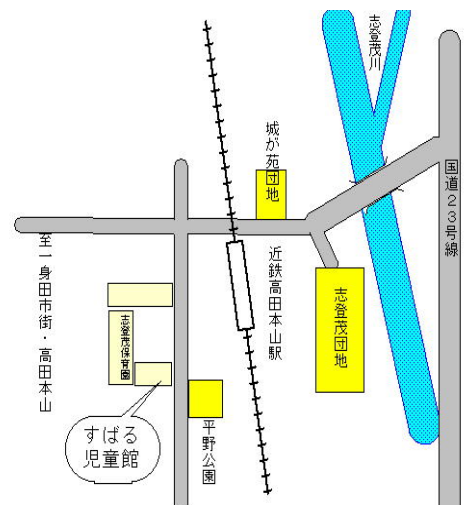 志登茂川
城が苑団地
国道23号線
至一身田市街・高田本山
近鉄高田本山駅
志登茂団地
志登茂保育園
平野公園
すばる
児童館